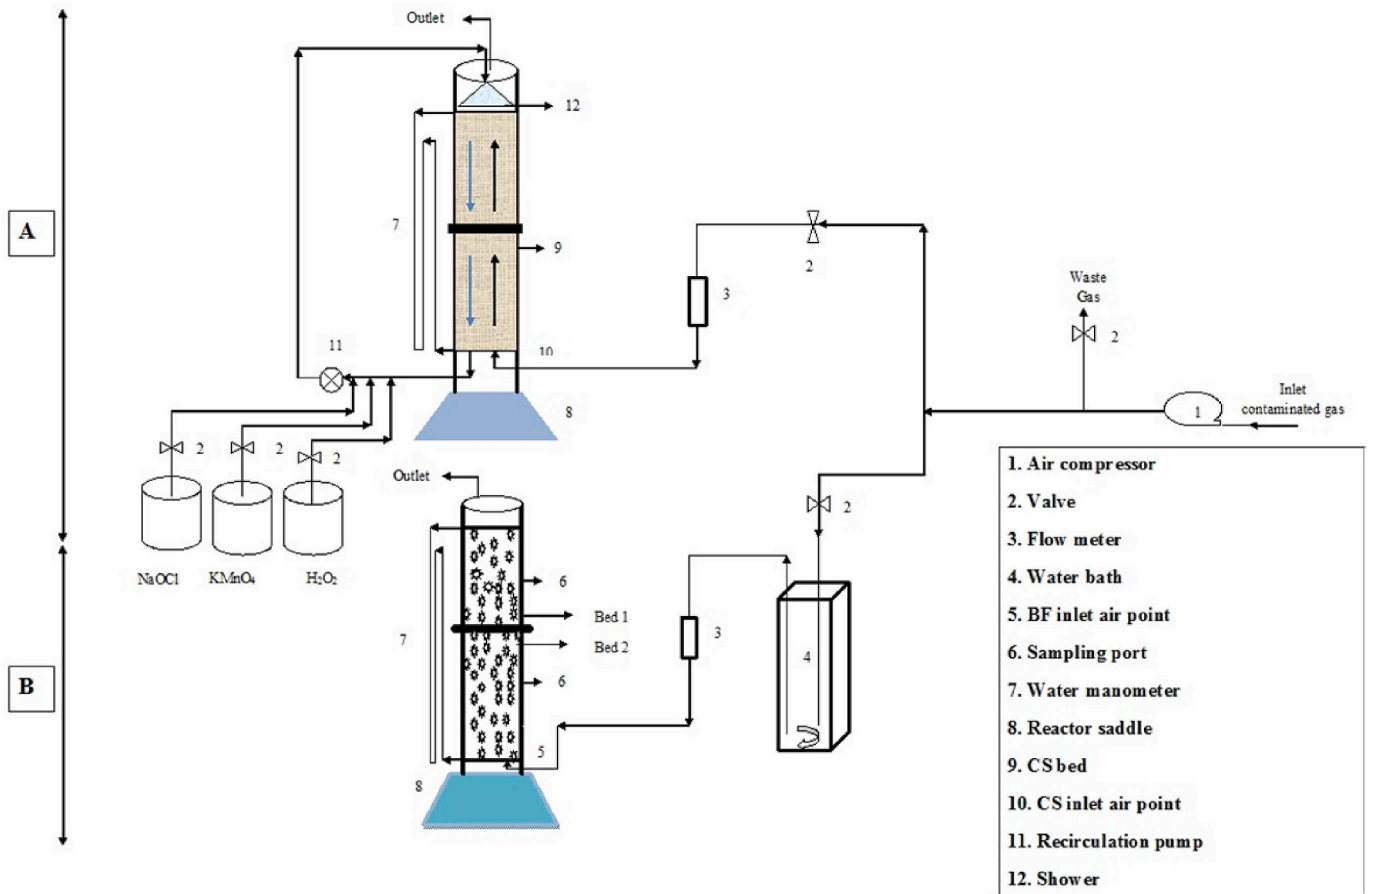 Outlet
12
A
7
9
2
3
Waste
Gas
2
11
10
Inlet
contaminated gas
1
8
2
2
2
Outlet
2
NaOCl
KMnO₄
H₂O₂
6
Bed 1
7
3
Bed 2
4
B
6
5
8
1. Air compressor
2. Valve
3. Flow meter
4. Water bath
5. BF inlet air point
6. Sampling port
7. Water manometer
8. Reactor saddle
9. CS bed
10. CS inlet air point
11. Recirculation pump
12. Shower